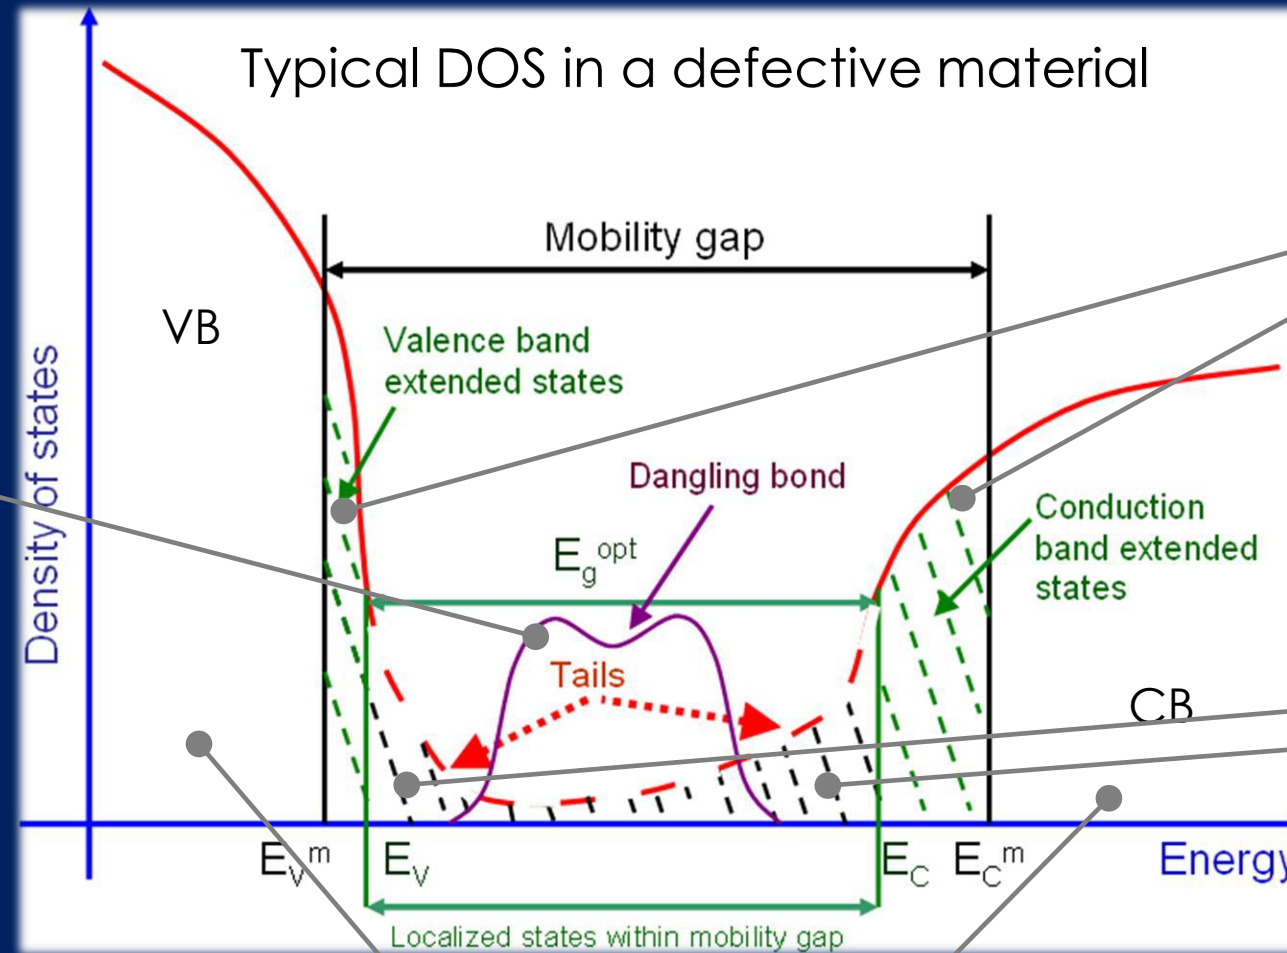 Typical DOS in a defective material
Mobility gap
VB
Valence band
extended states
Density of states
Dangling bond
E_g^opt
Conduction
band extended
states
Tails
CB
E_V^m
E_V
E_C
E_C^m
Energy
Localized states within mobility gap